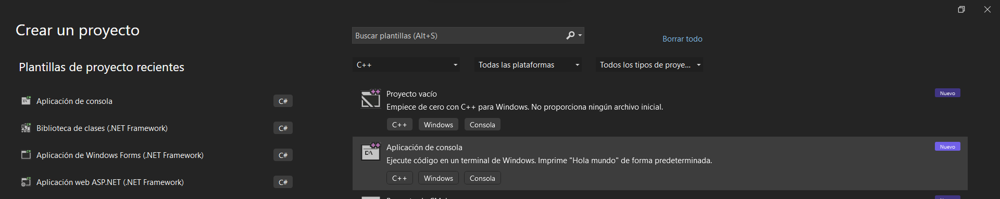 Crear un proyecto
Buscar plantillas (Alt+S)
Borrar todo
Plantillas de proyecto recientes
C++
Todas las plataformas
Todos los tipos de proye...
Aplicación de consola
C#
Biblioteca de clases (.NET Framework)
C#
Aplicación de Windows Forms (.NET Framework)
C#
Aplicación web ASP.NET (.NET Framework)
C#
Proyecto vacío
Nuevo
Empiece de cero con C++ para Windows. No proporciona ningún archivo inicial.
C++ Windows Consola
Aplicación de consola
Nuevo
Ejecute código en un terminal de Windows. Imprime "Hola mundo" de forma predeterminada.
C++ Windows Consola
Nuevo